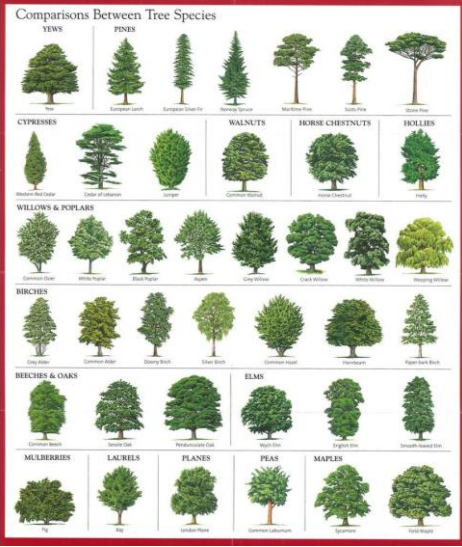 Comparisons Between Tree Species
YEWS
PINES
Yew
European Larch
European Silver Fir
Norway Spruce
Maritime Pine
Scots Pine
Stone Pine
CYPRESSES
WALNUTS
HORSE CHESTNUTS
HOLLIES
Western Red Cedar
Cedar of Lebanon
Juniper
Common Walnut
Horse Chestnut
Holly
WILLOWS & POPLARS
Common Osier
White Poplar
Black Poplar
Aspen
Grey Willow
Crack Willow
White Willow
Weeping Willow
BIRCHES
Grey Alder
Common Alder
Downy Birch
Silver Birch
Common Hazel
Hornbeam
Paper-bark Birch
BEECHES & OAKS
ELMS
Common Beech
Sessile Oak
Pendunculate Oak
Wych Elm
English Elm
Smooth-leaved Elm
MULBERRIES
LAURELS
PLANES
PEAS
MAPLES
Fig
Bay
London Plane
Common Laburnum
Sycamore
Field Maple